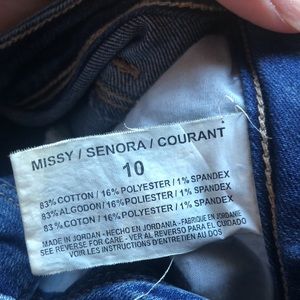 MISSY / SENORA / COURANT
10
83% COTTON / 16% POLYESTER / 1% SPANDEX
83% ALGODON / 16% POLYESTER / 1% SPANDEX
83 % COTON / 16% POLYESTER / 1% SPANDEX
MADE IN JORDAN - HECHO EN JORDANIA - FABRIQUE EN JORDANIE
SEE REVERSE FOR CARE - VER AL REVERSO PARA EL CUIDADO
VOIR LES INSTRUCTIONS D'ENTRETIEN AU DOS